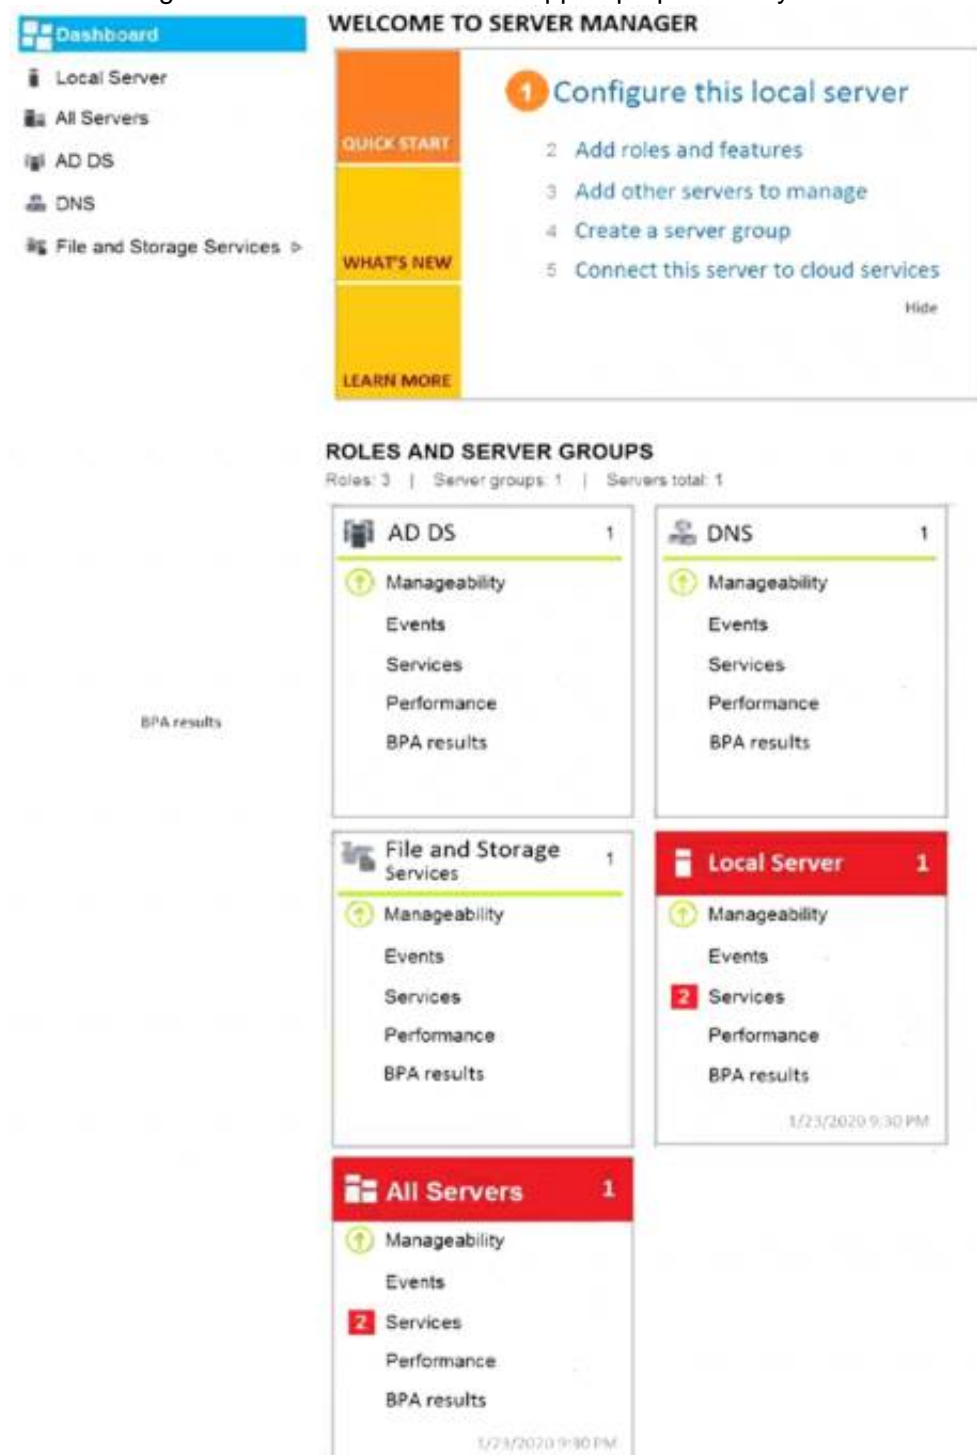 Dashboard
Local Server
All Servers
AD DS
DNS
File and Storage Services
WELCOME TO SERVER MANAGER
QUICK START
WHAT'S NEW
LEARN MORE
1 Configure this local server
2 Add roles and features
3 Add other servers to manage
4 Create a server group
5 Connect this server to cloud services
Hide
ROLES AND SERVER GROUPS
Roles: 3 | Server groups: 1 | Servers total: 1
AD DS 1
Manageability
Events
Services
Performance
BPA results
DNS 1
Manageability
Events
Services
Performance
BPA results
BPA results
File and Storage 1
Services
Manageability
Events
Services
Performance
BPA results
Local Server 1
Manageability
Events
2 Services
Performance
BPA results
1/23/2020 9:30 PM
All Servers 1
Manageability
Events
2 Services
Performance
BPA results
1/23/2020 9:30 PM